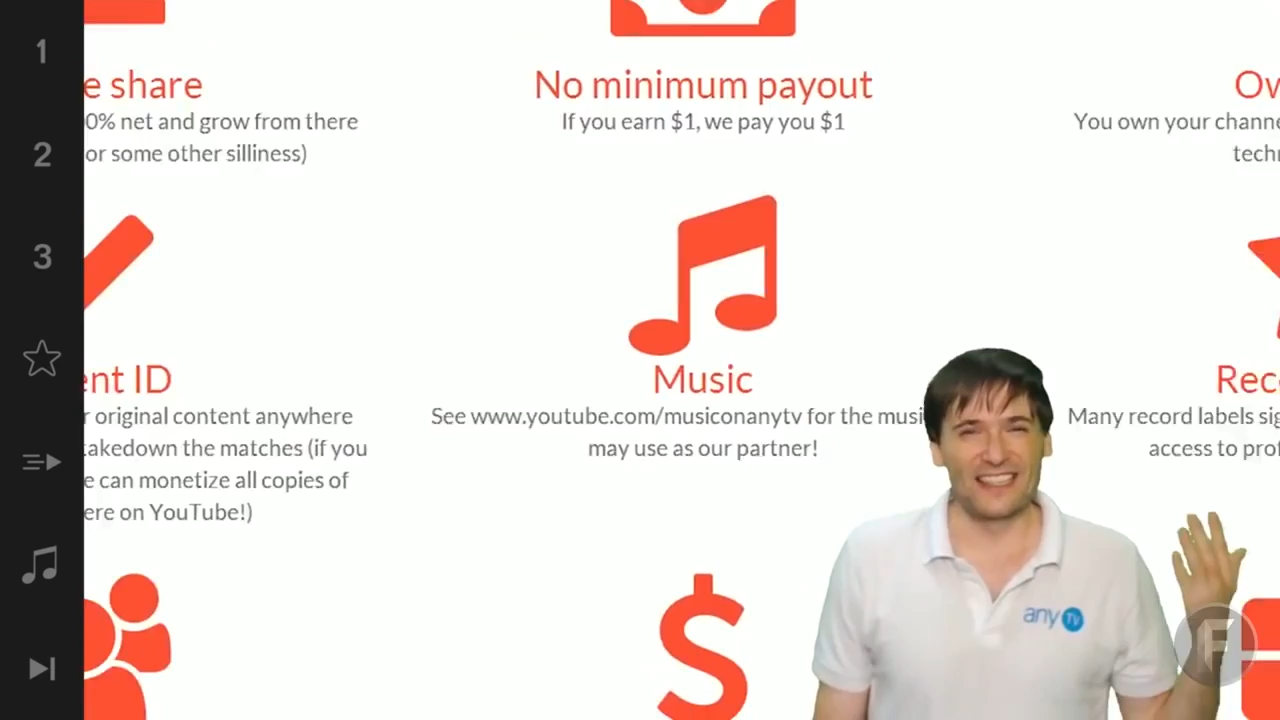 1
2
3
e share
0% net and grow from there
or some other silliness)
No minimum payout
If you earn $1, we pay you $1
Ow
You own your channe
techn
ent ID
r original content anywhere
takedown the matches (if you
e can monetize all copies of
ere on YouTube!)
Music
See www.youtube.com/musiconanytv for the musi
may use as our partner!
Rec
Many record labels sig
access to prof
$
any TV
F